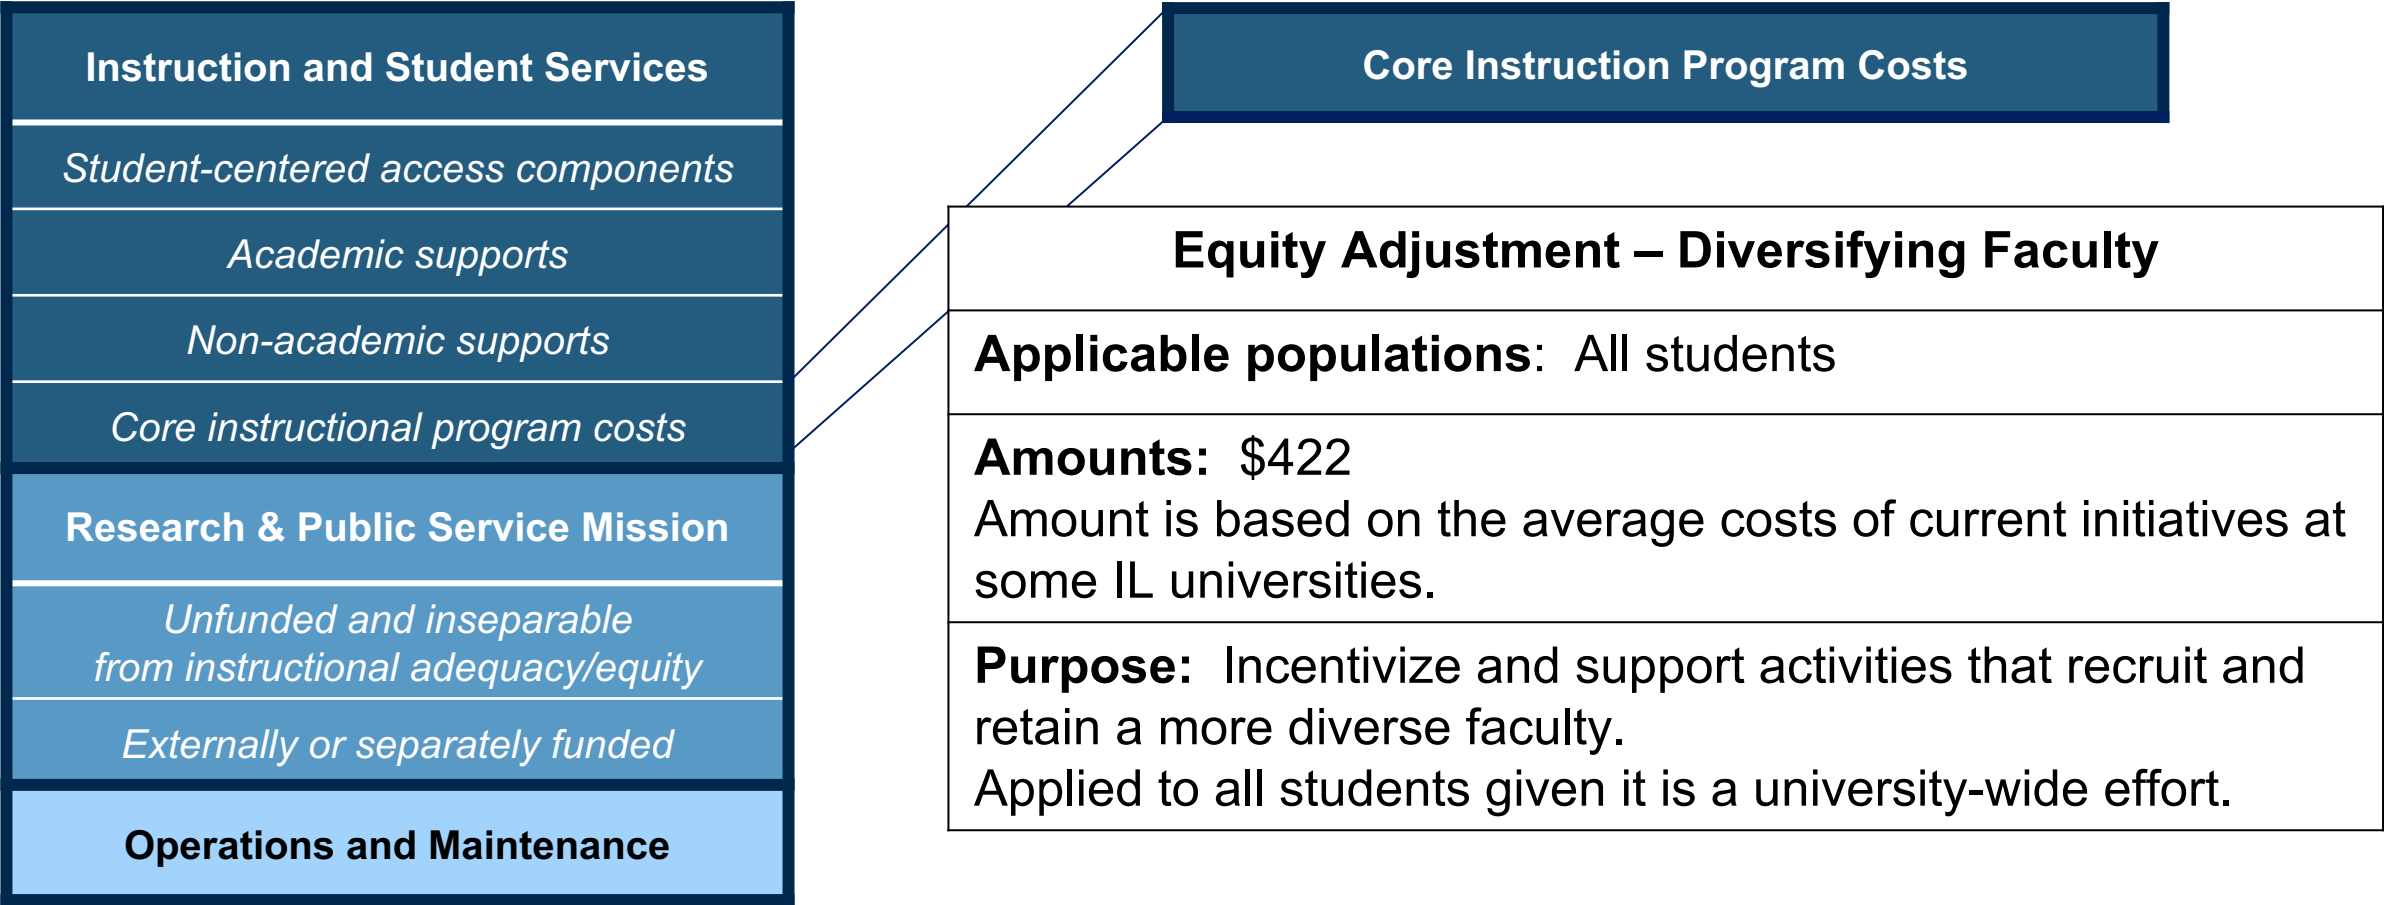 Instruction and Student Services
Student-centered access components
Academic supports
Non-academic supports
Core instructional program costs
Research & Public Service Mission
Unfunded and inseparable
from instructional adequacy/equity
Externally or separately funded
Operations and Maintenance
Core Instruction Program Costs
Equity Adjustment – Diversifying Faculty
Applicable populations:  All students
Amounts:  $422
Amount is based on the average costs of current initiatives at
some IL universities.
Purpose:  Incentivize and support activities that recruit and
retain a more diverse faculty.
Applied to all students given it is a university-wide effort.